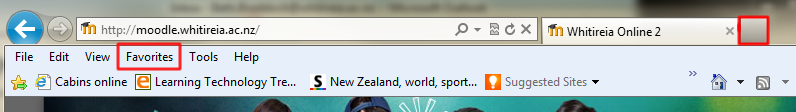 http://moodle.whitireia.ac.nz/
Whitireia Online 2
File Edit View Favorites Tools Help
Cabins online Learning Technology Tre... New Zealand, world, sport... Suggested Sites